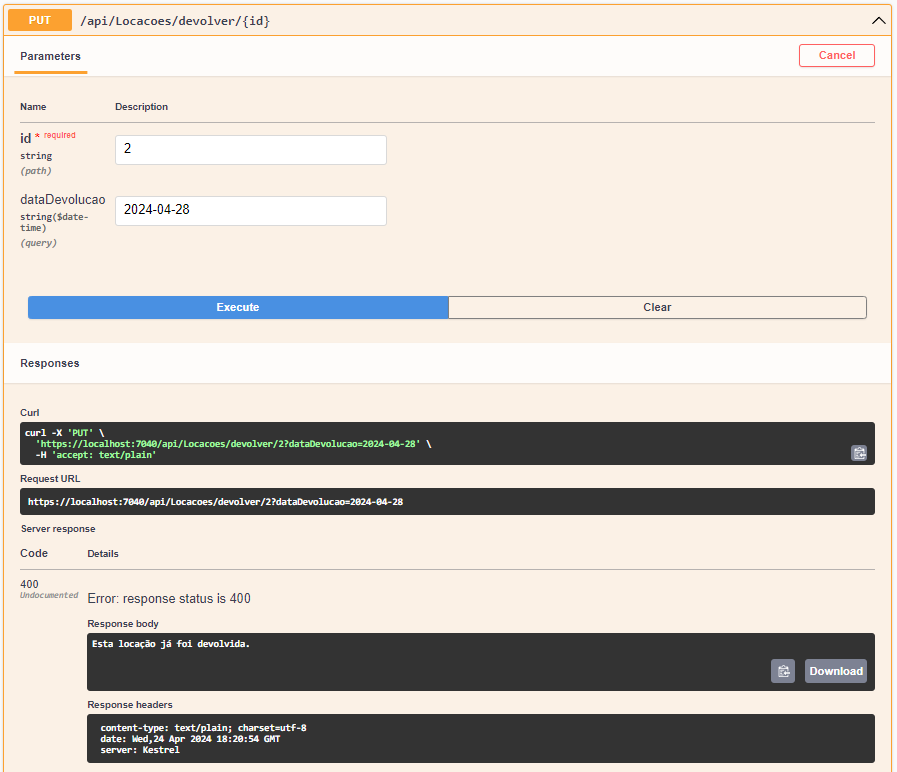 PUT /api/Locacoes/devolver/{id}
Parameters
Cancel
Name Description
id * required
string
(path)
2
dataDevolucao
string($date-
time)
(query)
2024-04-28
Execute Clear
Responses
Curl
curl -X 'PUT' \
'https://localhost:7040/api/Locacoes/devolver/2?dataDevolucao=2024-04-28' \
-H 'accept: text/plain'
Request URL
https://localhost:7040/api/Locacoes/devolver/2?dataDevolucao=2024-04-28
Server response
Code Details
400
Undocumented
Error: response status is 400
Response body
Esta locação já foi devolvida.
Download
Response headers
content-type: text/plain; charset=utf-8
date: Wed,24 Apr 2024 18:20:54 GMT
server: Kestrel